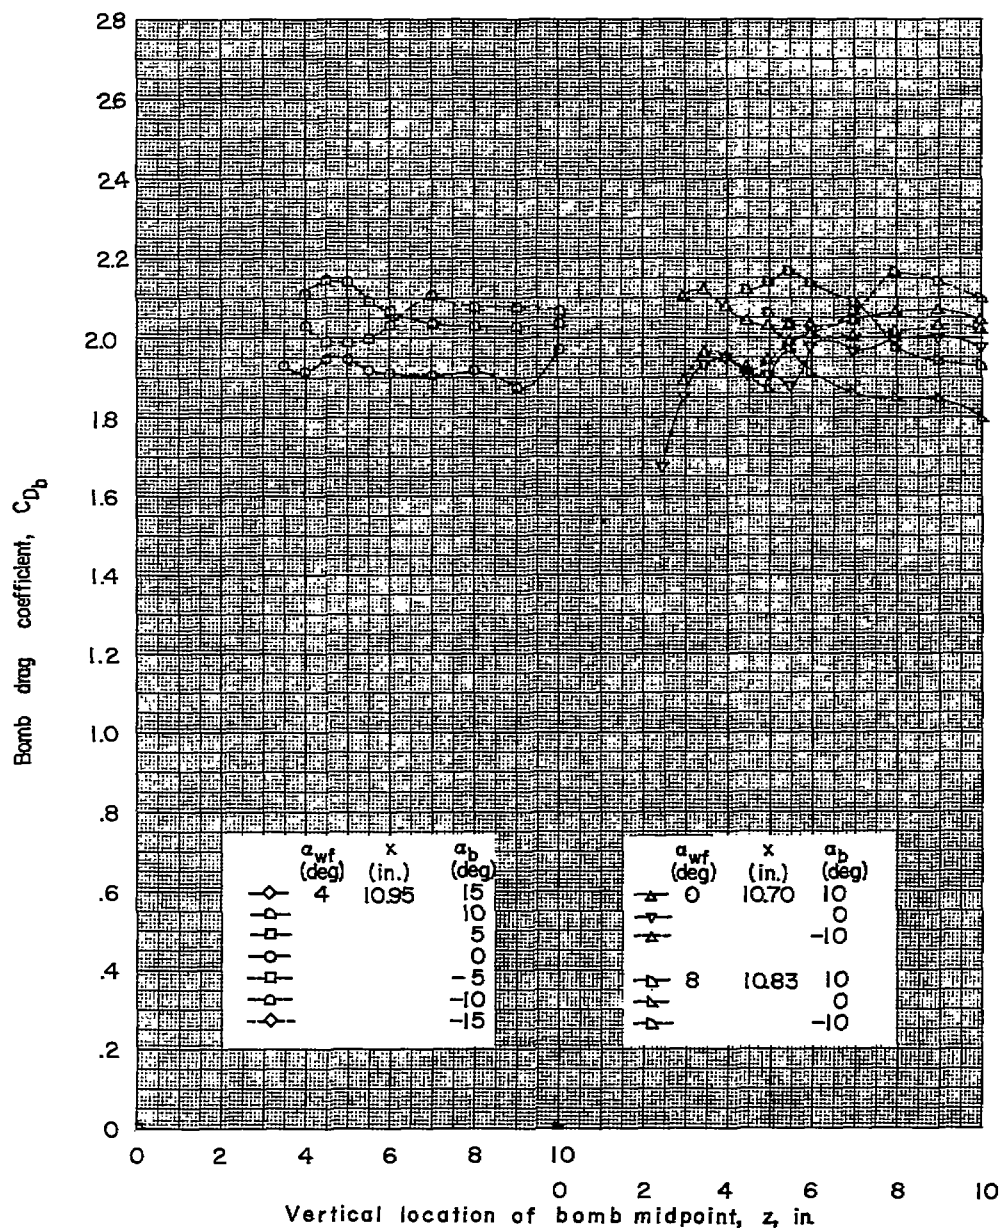 2.8
2.6
2.4
2.2
2.0
1.8
1.6
1.4
1.2
1.0
.8
.6
.4
.2
0
Bomb drag coefficient, C_Db
α_wf (deg) x (in.) α_b (deg)
4 10.95 15
10
5
0
-5
-10
-15
α_wf (deg) x (in.) α_b (deg)
0 10.70 10
0
-10
8 10.83 10
0
-10
0 2 4 6 8 10
0 2 4 6 8 10
Vertical location of bomb midpoint, z, in.